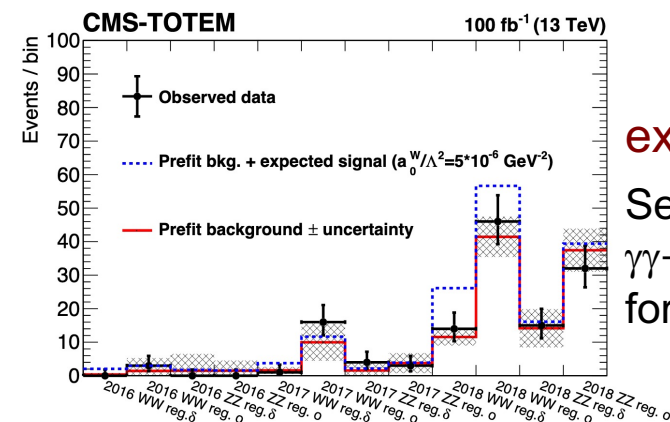 CMS-TOTEM
100 fb-1 (13 TeV)
Events / bin
100
90
80
70
60
50
40
30
20
10
0
Observed data
Prefit bkg. + expected signal (aW0/Λ2=5*10-6 GeV-2)
Prefit background ± uncertainty
2016 WW reg.δ
2016 WW reg. o
2016 ZZ reg.δ
2016 ZZ reg. o
2017 WW reg.δ
2017 WW reg. o
2017 ZZ reg.δ
2017 ZZ reg. o
2018 WW reg.δ
2018 WW reg. o
2018 ZZ reg.δ
2018 ZZ reg. o
ex
Se
γγ
for